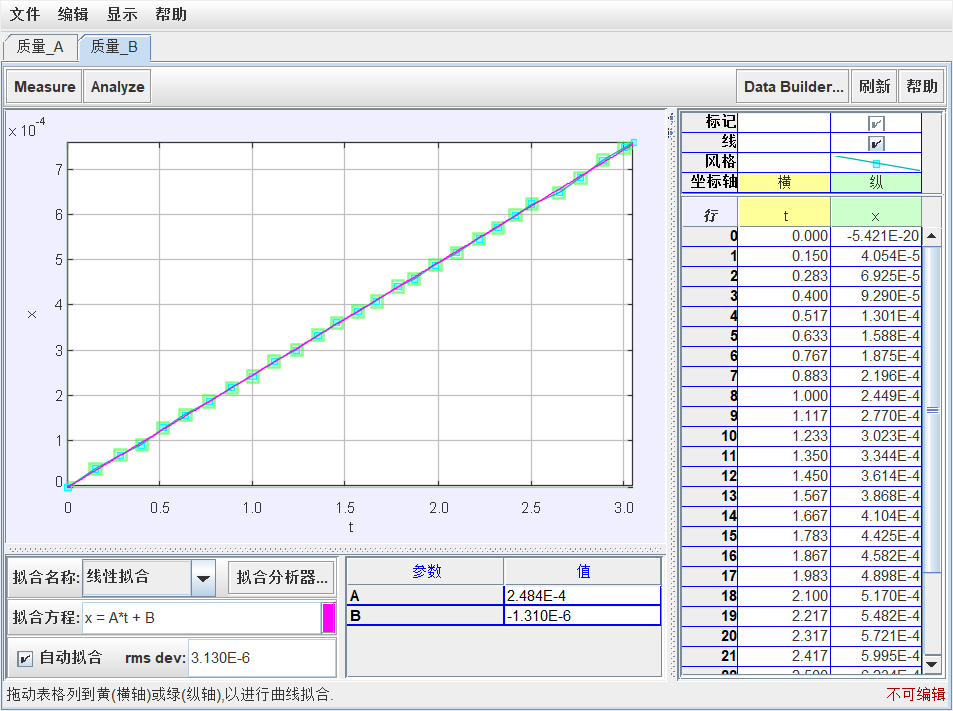 文件 编辑 显示 帮助
质量_A 质量_B
Measure Analyze Data Builder... 刷新 帮助
× 10⁻⁴
7
6
5
4
3
2
1
0
x
0 0.5 1.0 1.5 2.0 2.5 3.0
t
标记
线
风格
坐标轴 横 纵
行 t x
0 0.000 -5.421E-20
1 0.150 4.054E-5
2 0.283 6.925E-5
3 0.400 9.290E-5
4 0.517 1.301E-4
5 0.633 1.588E-4
6 0.767 1.875E-4
7 0.883 2.196E-4
8 1.000 2.449E-4
9 1.117 2.770E-4
10 1.233 3.023E-4
11 1.350 3.344E-4
12 1.450 3.614E-4
13 1.567 3.868E-4
14 1.667 4.104E-4
15 1.783 4.425E-4
16 1.867 4.582E-4
17 1.983 4.898E-4
18 2.100 5.170E-4
19 2.217 5.482E-4
20 2.317 5.721E-4
21 2.417 5.995E-4
拟合名称: 线性拟合 拟合分析器...
拟合方程: x = A*t + B
自动拟合 rms dev: 3.130E-6
参数 值
A 2.484E-4
B -1.310E-6
拖动表格列到黄(横轴)或绿(纵轴),以进行曲线拟合.
不可编辑